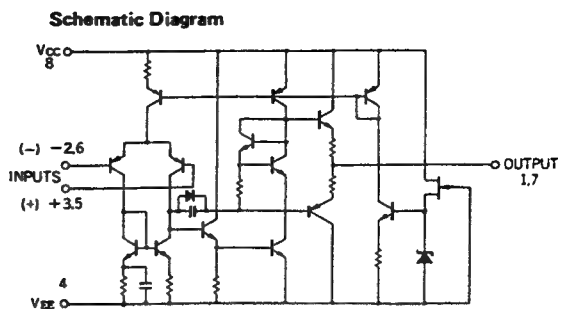 Schematic Diagram
VCC
8
(-) -2,6
INPUTS
(+) +3,5
OUTPUT
1,7
4
VEE